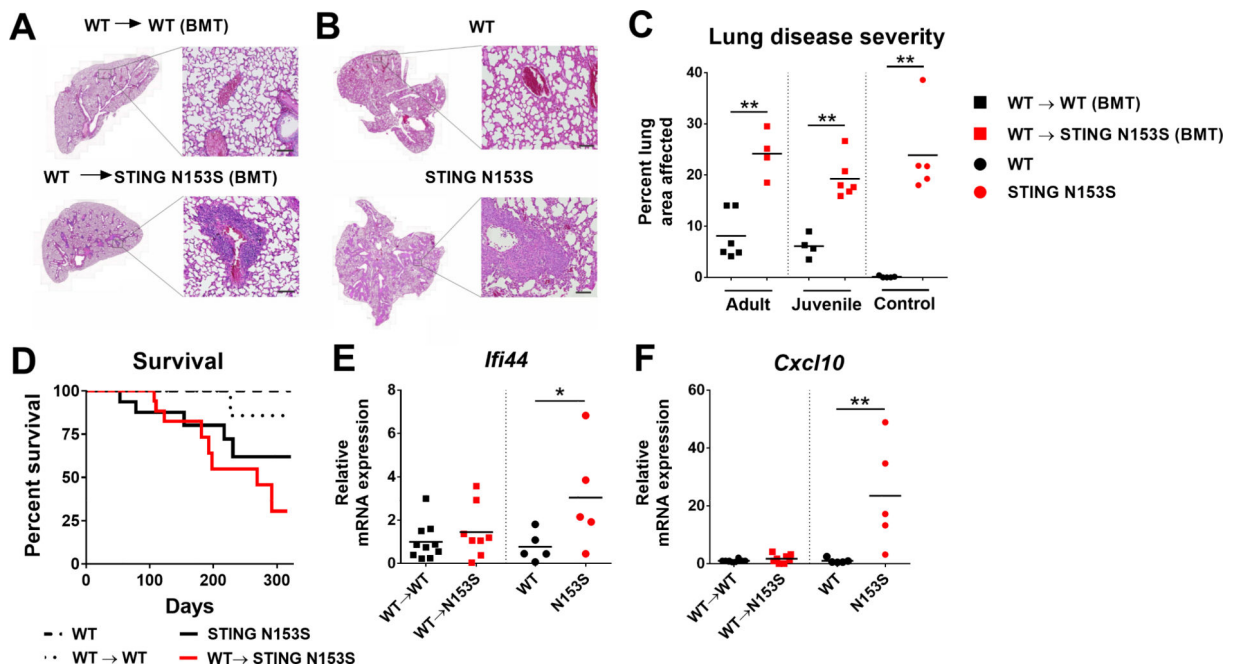 A
WT → WT (BMT)
WT → STING N153S (BMT)
B
WT
STING N153S
C
Lung disease severity
Percent lung
area affected
40
30
20
10
0
**
**
**
Adult
Juvenile
Control
WT → WT (BMT)
WT → STING N153S (BMT)
WT
STING N153S
D
Survival
Percent survival
100
75
50
25
0
0
100
200
300
Days
WT
STING N153S
WT → WT
WT → STING N153S
E
Ifi44
Relative
mRNA expression
8
6
4
2
0
*
WT→WT
WT→N153S
WT
N153S
F
Cxcl10
Relative
mRNA expression
60
40
20
0
**
WT→WT
WT→N153S
WT
N153S